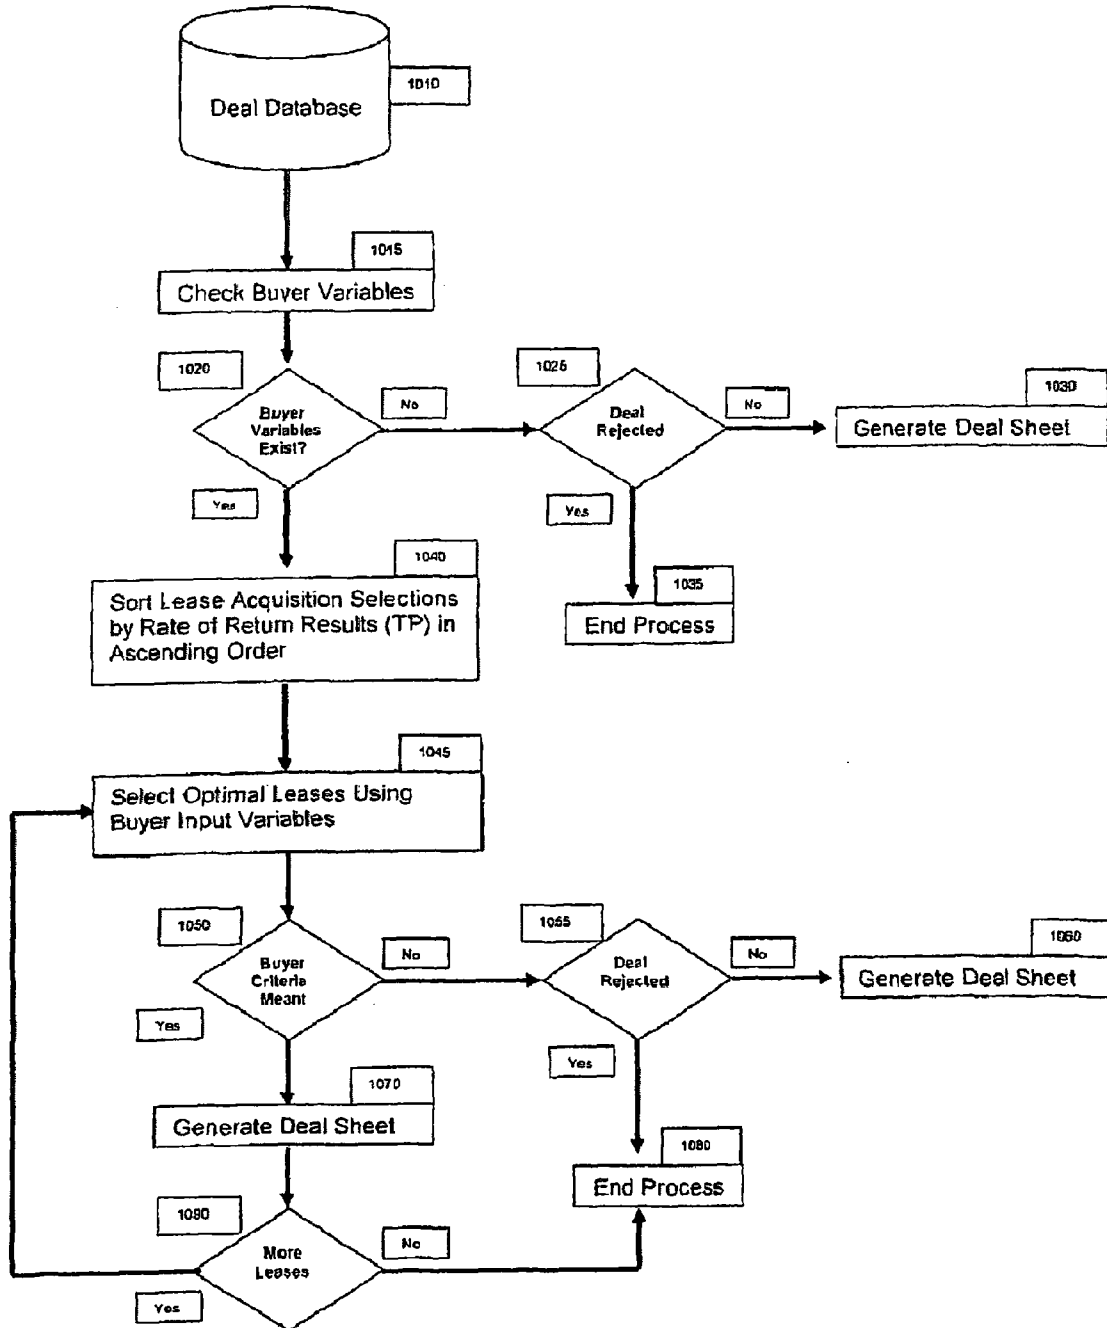 1010
Deal Database
1015
Check Buyer Variables
1020
Buyer
Variables
Exist?
No
1025
Deal
Rejected
No
1030
Generate Deal Sheet
Yes
Yes
1040
Sort Lease Acquisition Selections
by Rate of Return Results (TP) in
Ascending Order
1035
End Process
1045
Select Optimal Leases Using
Buyer Input Variables
1050
Buyer
Criteria
Meant
No
1055
Deal
Rejected
No
1060
Generate Deal Sheet
Yes
Yes
1070
Generate Deal Sheet
1080
End Process
1090
More
Leases
No
Yes